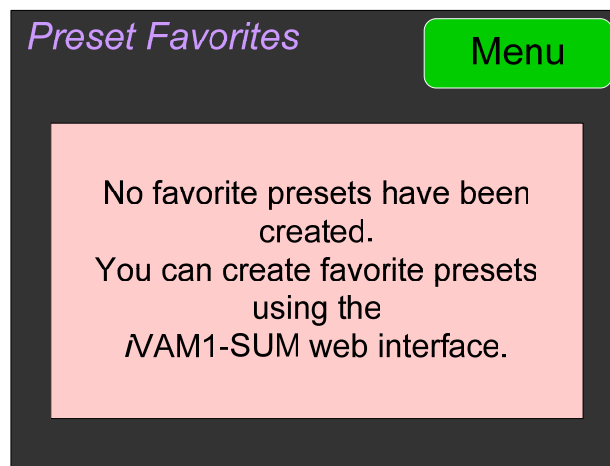 Preset Favorites
Menu
No favorite presets have been
created.
You can create favorite presets
using the
iVAM1-SUM web interface.